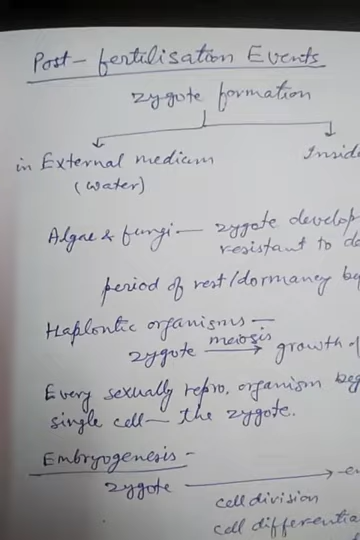 Post- fertilisation Events
zygote formation
in External medium
(water)
Inside
Algae & fungi — zygote develop
resistant to de
period of rest/dormancy be
Haplontic organisms —
zygote meiosis → growth of
Every sexually repro. organism beg
single cell — the zygote.
Embryogenesis -
zygote → e
cell division
cell differentia